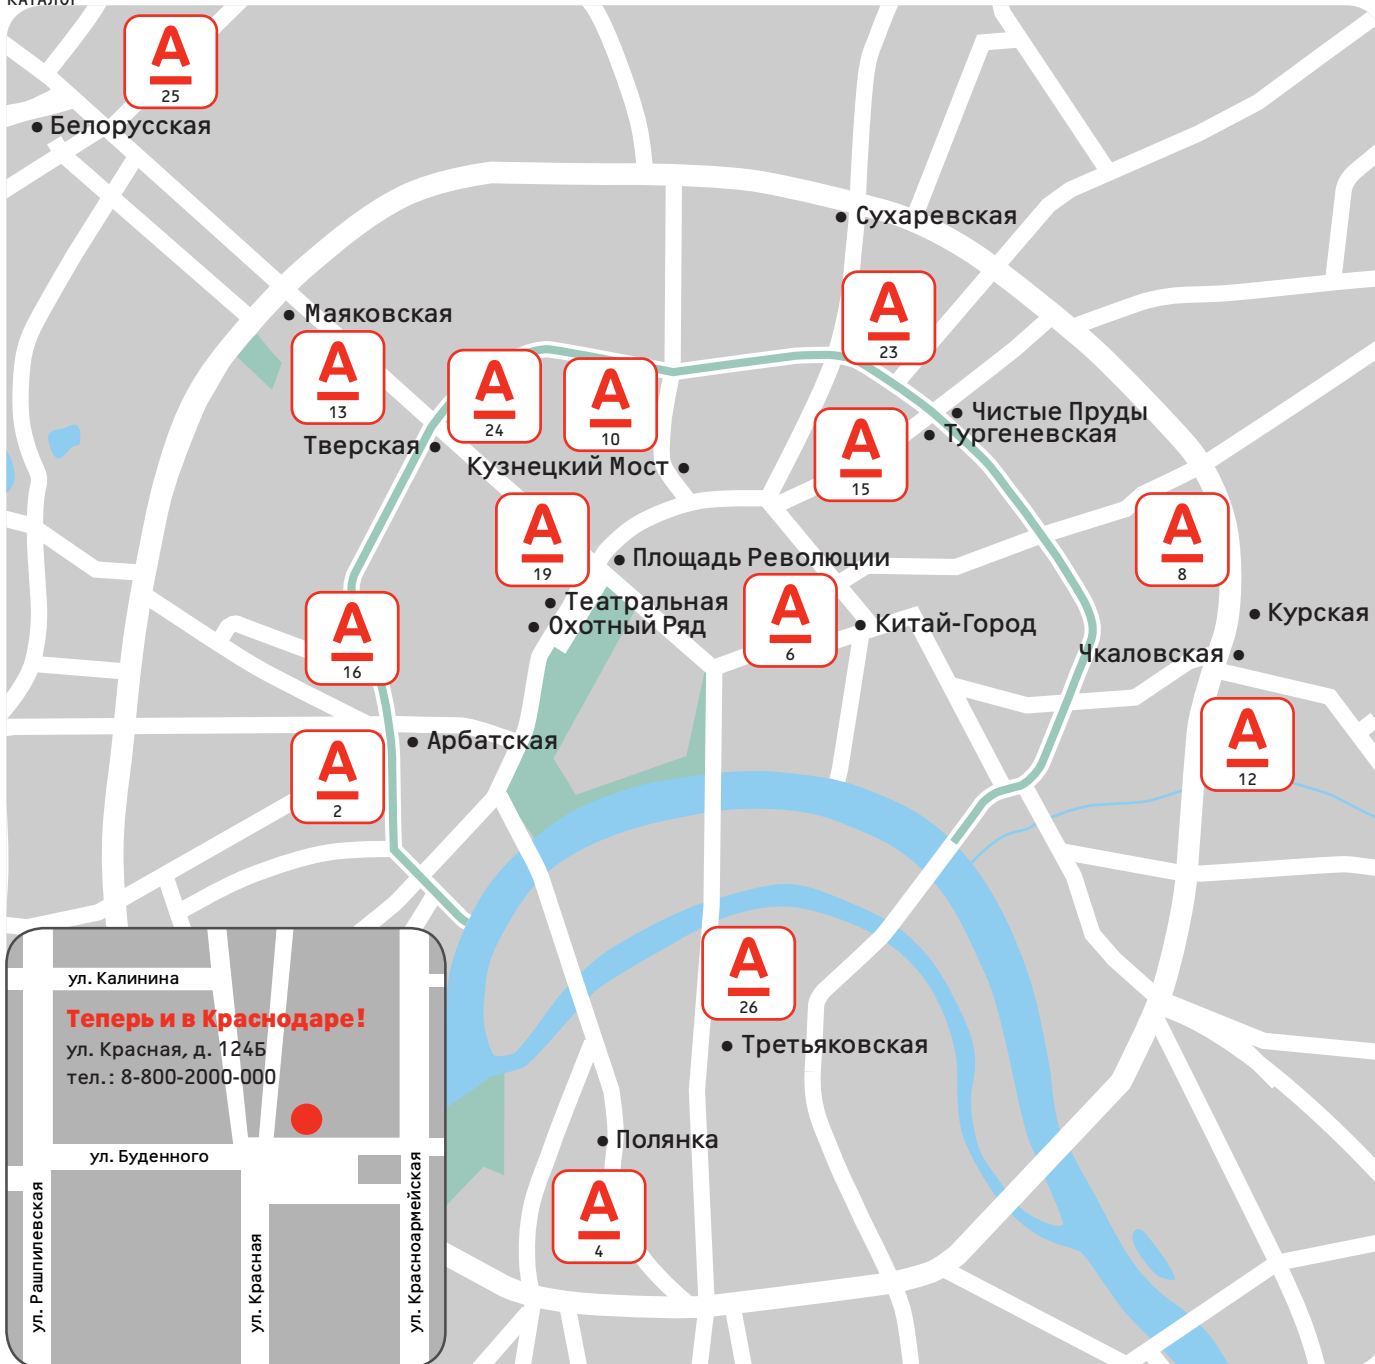 КАТАЛОГ
А
25
Белорусская
Сухаревская
А
23
Маяковская
А
13
А
24
А
10
Чистые Пруды
Тургеневская
Тверская
Кузнецкий Мост
А
15
А
19
Площадь Революции
А
8
Театральная
Охотный Ряд
А
6
Китай-Город
Курская
Чкаловская
А
16
Арбатская
А
2
А
12
А
26
Третьяковская
Полянка
А
4
ул. Калинина
Теперь и в Краснодаре!
ул. Красная, д. 124Б
тел.: 8-800-2000-000
ул. Буденного
ул. Рашпилевская
ул. Красная
ул. Красноармейская